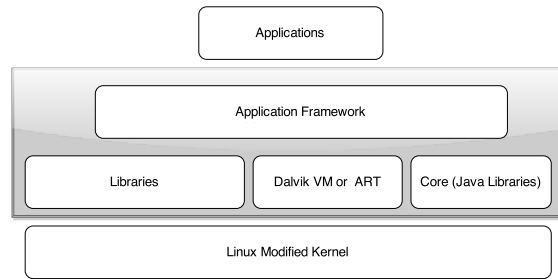 Applications
Application Framework
Libraries
Dalvik VM or ART
Core (Java Libraries)
Linux Modified Kernel